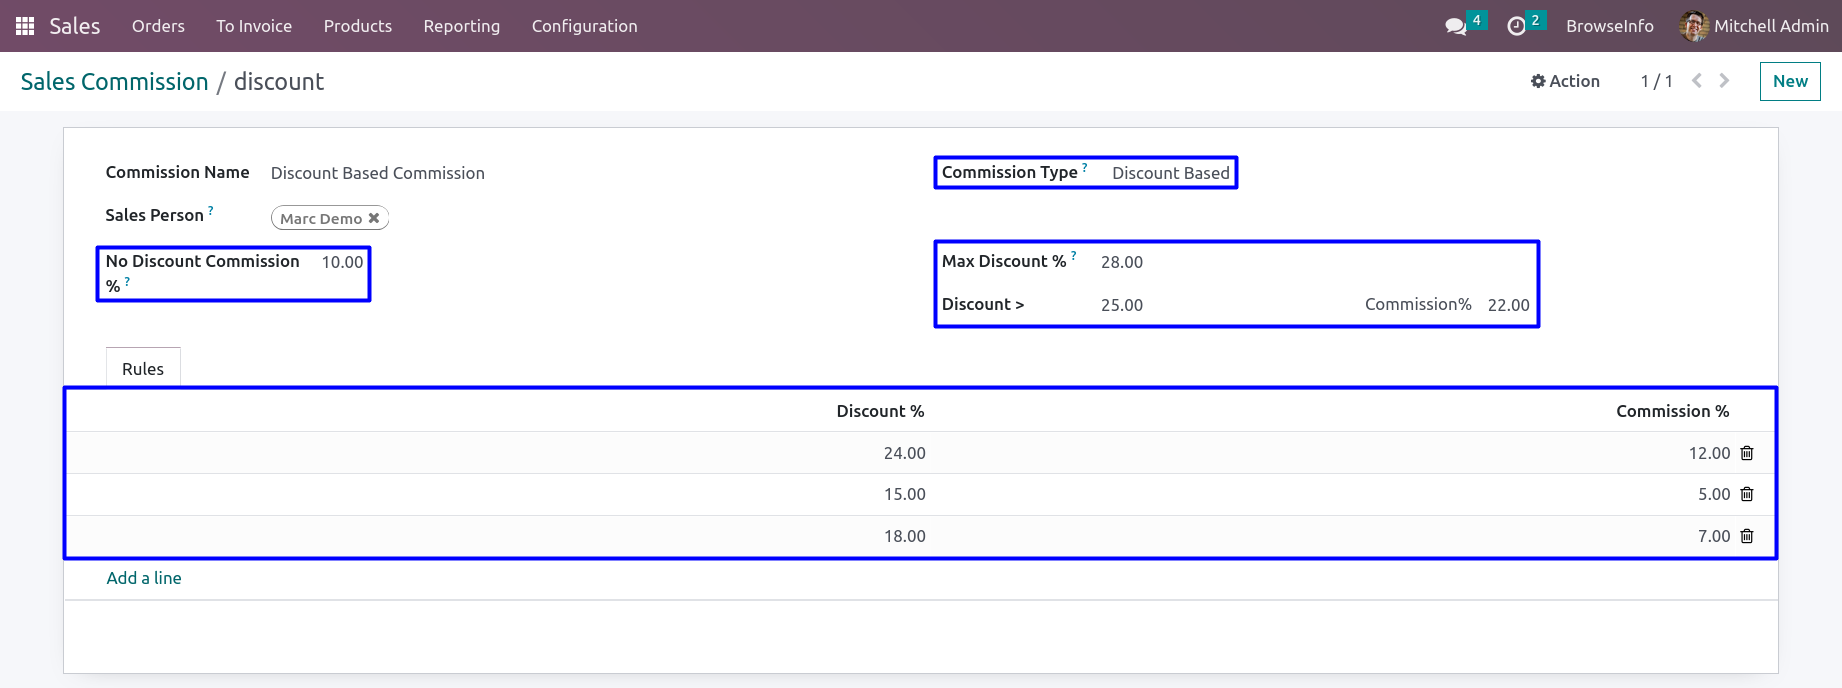 Sales Orders To Invoice Products Reporting Configuration 4 2 BrowseInfo Mitchell Admin
Sales Commission / discount Action 1 / 1 New
Commission Name Discount Based Commission Commission Type ? Discount Based
Sales Person ? Marc Demo ✖
No Discount Commission 10.00 Max Discount % ? 28.00
% ?
Discount > 25.00 Commission% 22.00
Rules
Discount % Commission %
24.00 12.00
15.00 5.00
18.00 7.00
Add a line